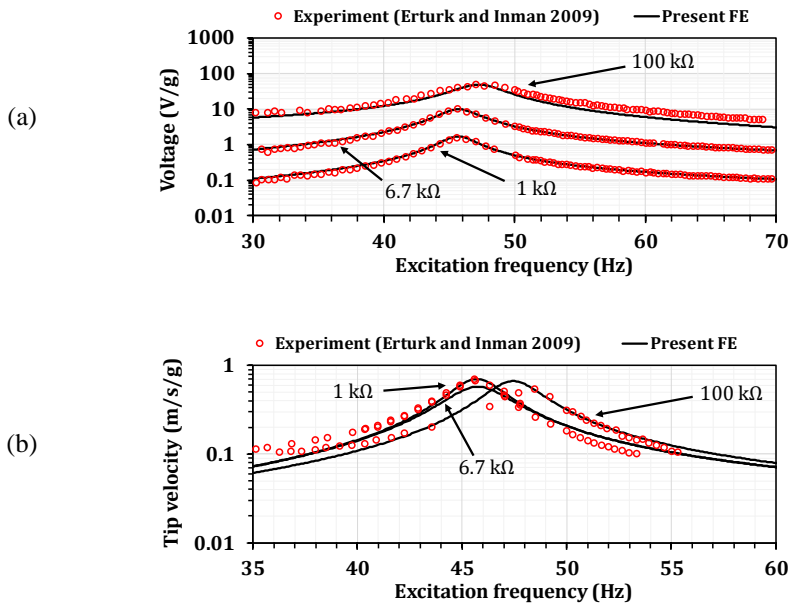 Experiment (Erturk and Inman 2009) Present FE
(a)
Voltage (V/g)
1000
100
10
1
0.1
0.01
100 kΩ
6.7 kΩ
1 kΩ
30 40 50 60 70
Excitation frequency (Hz)
Experiment (Erturk and Inman 2009) Present FE
(b)
Tip velocity (m/s/g)
1
0.1
0.01
1 kΩ
100 kΩ
6.7 kΩ
35 40 45 50 55 60
Excitation frequency (Hz)